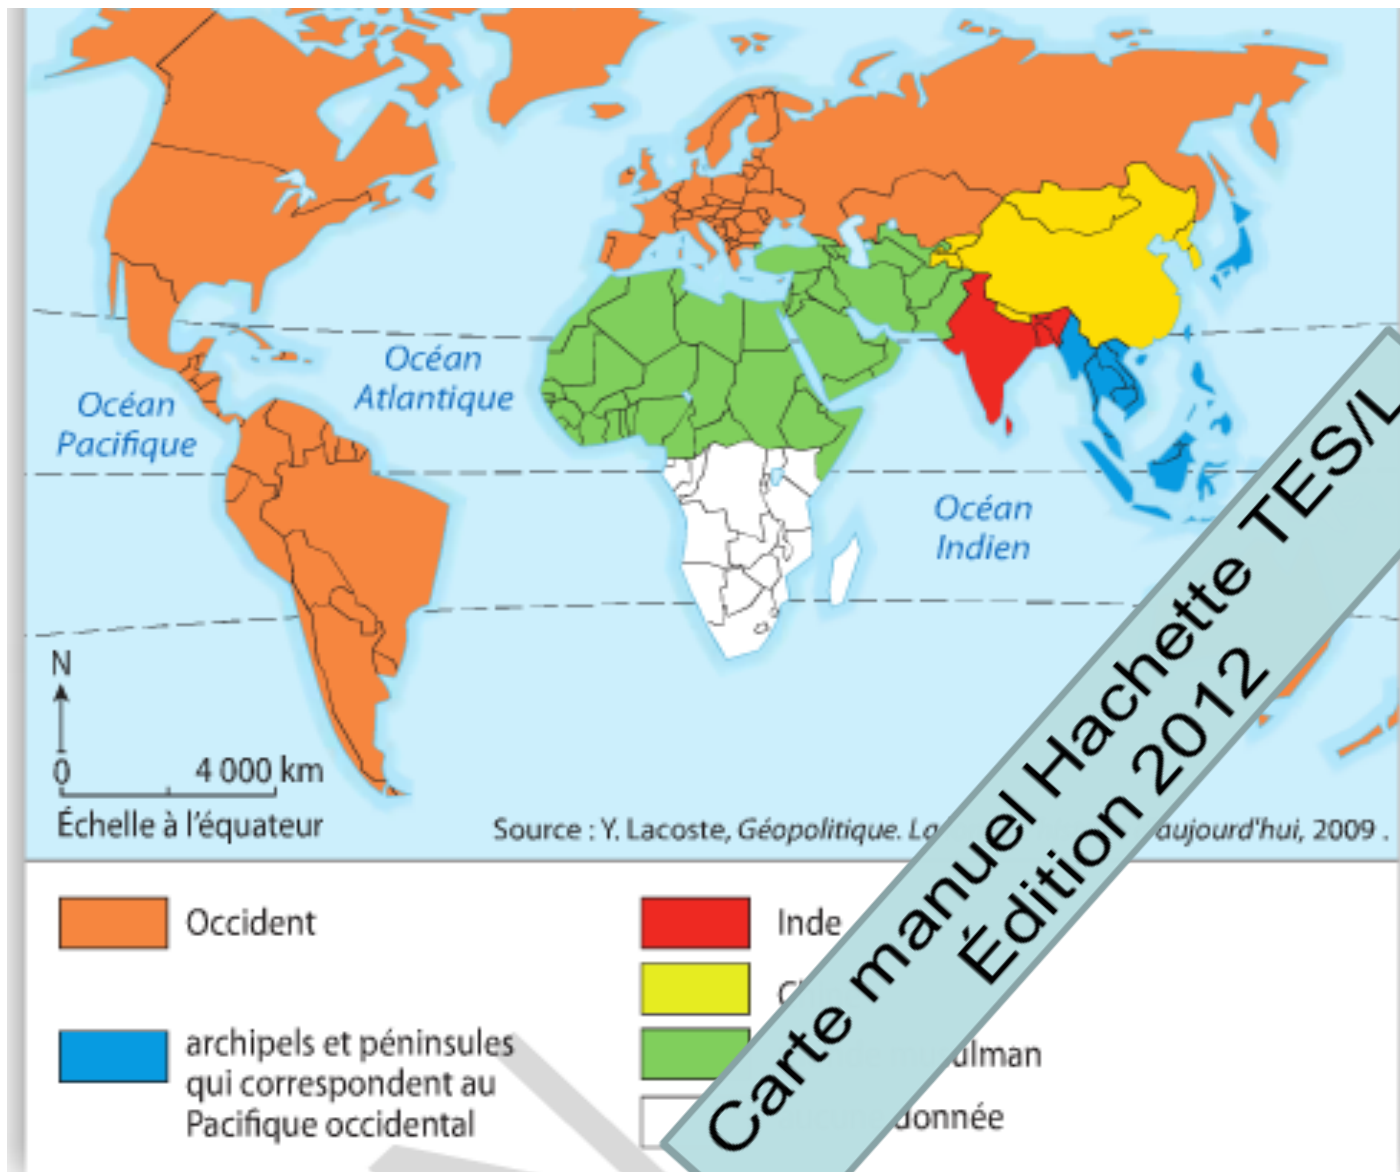 Océan
Atlantique
Océan
Pacifique
Océan
Indien
N
0
4 000 km
Échelle à l'équateur
Source : Y. Lacoste, Géopolitique. La aujourd'hui, 2009 .
Carte manuel Hachette TES/L
Édition 2012
Occident
archipels et péninsules
qui correspondent au
Pacifique occidental
Inde
donnée